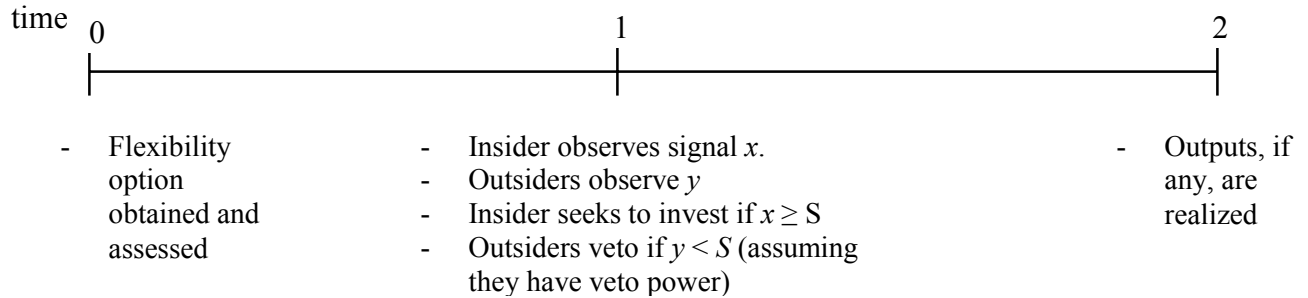 time 0 1 2
- Flexibility
option
obtained and
assessed
- Insider observes signal x.
- Outsiders observe y
- Insider seeks to invest if x ≥ S
- Outsiders veto if y < S (assuming
they have veto power)
- Outputs, if
any, are
realized